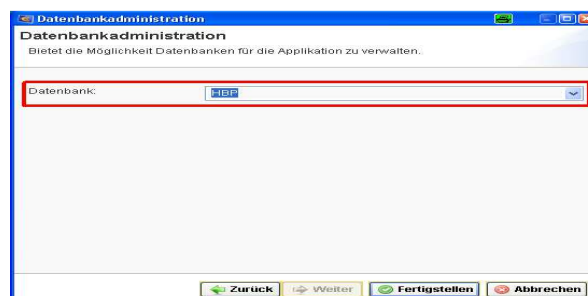 Datenbankadministration
Datenbankadministration
Bietet die Möglichkeit Datenbanken für die Applikation zu verwalten.
Datenbank: HBP
Zurück Weiter Fertigstellen Abbrechen